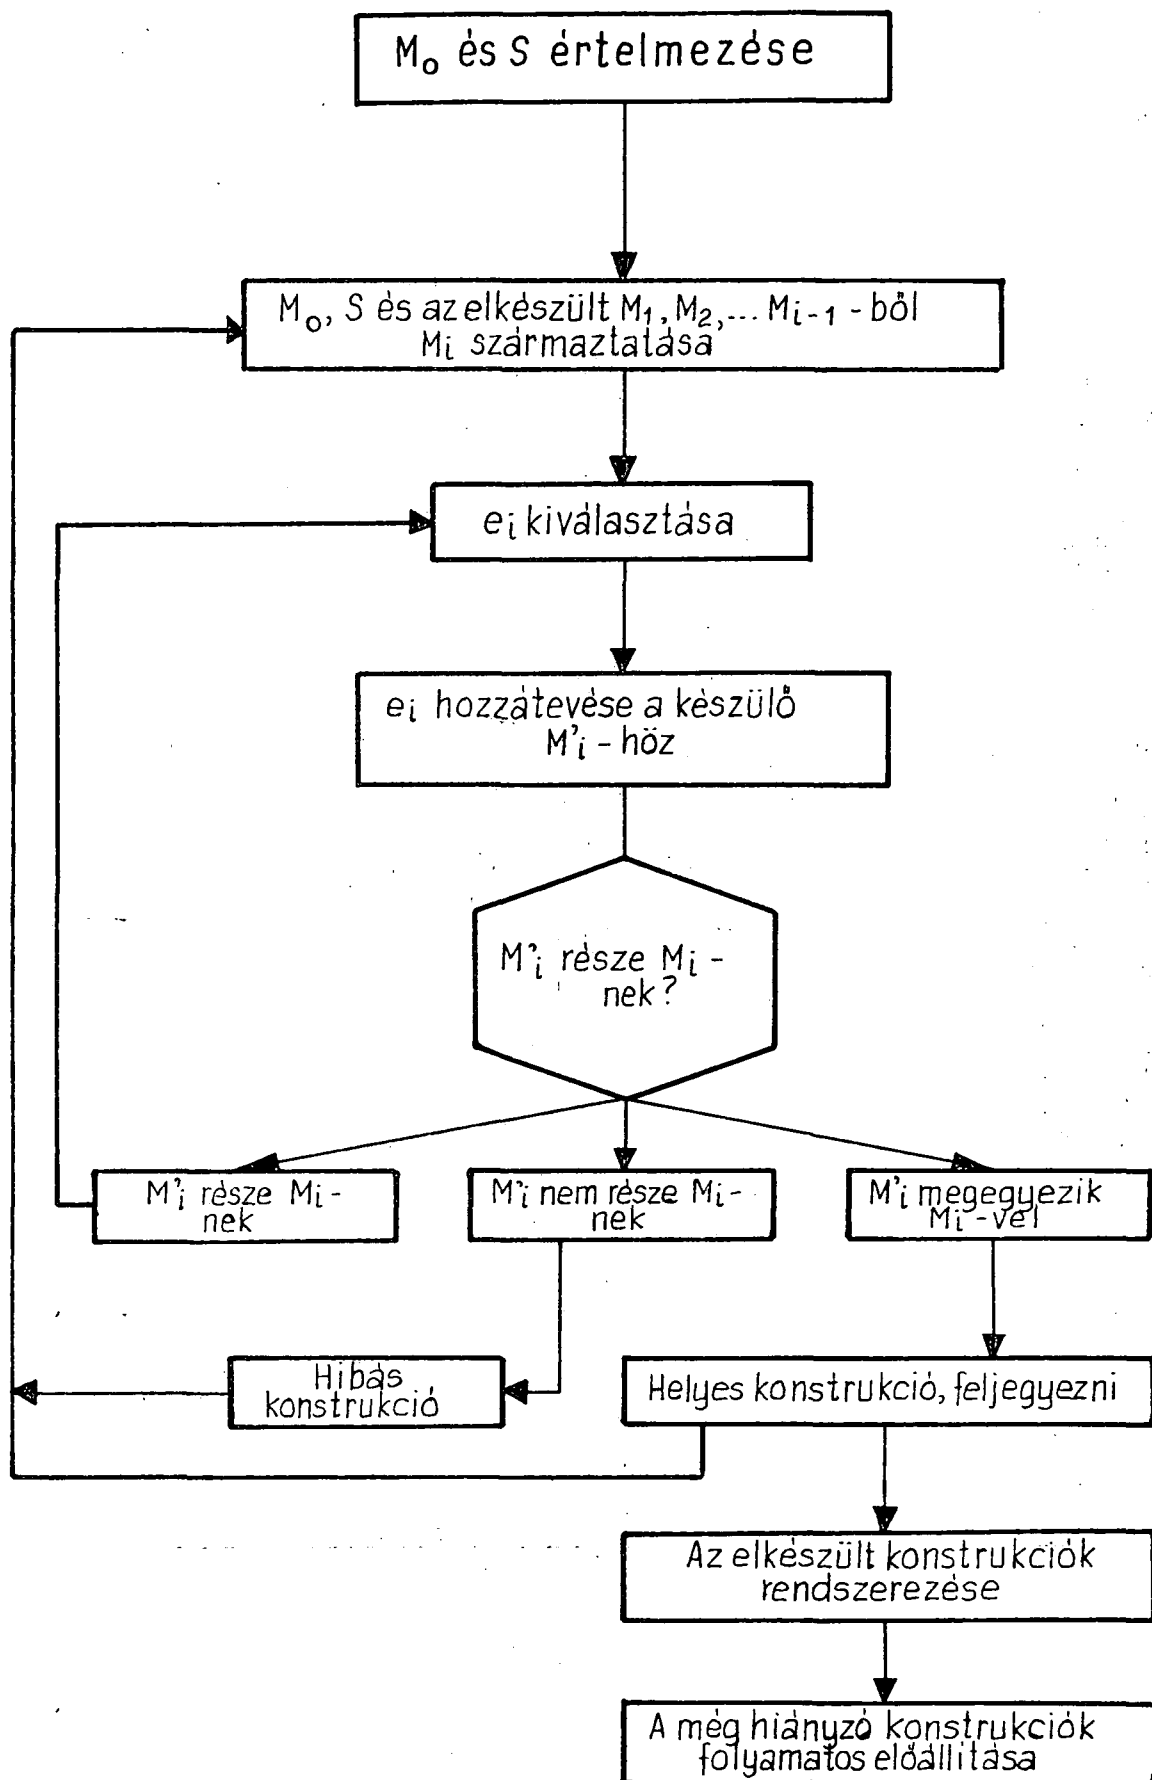 M₀ és S értelmezése
M₀, S és az elkészült M₁, M₂, ... Mᵢ₋₁ - ből
Mᵢ származtatása
eᵢ kiválasztása
eᵢ hozzátevése a készülő
M'ᵢ - höz
M'ᵢ része Mᵢ -
nek?
M'ᵢ része Mᵢ -
nek
M'ᵢ nem része Mᵢ -
nek
M'ᵢ megegyezik
Mᵢ -vel
Hibás
konstrukció
Helyes konstrukció, feljegyezni
Az elkészült konstrukciók
rendszerezése
A még hiányzó konstrukciók
folyamatos előállítása